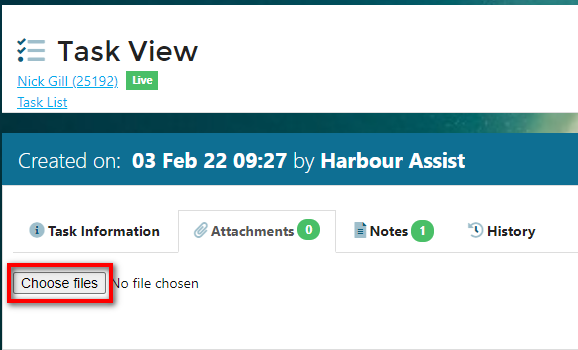 Task View
Nick Gill (25192) Live
Task List
Created on: 03 Feb 22 09:27 by Harbour Assist
Task Information Attachments 0 Notes 1 History
Choose files No file chosen